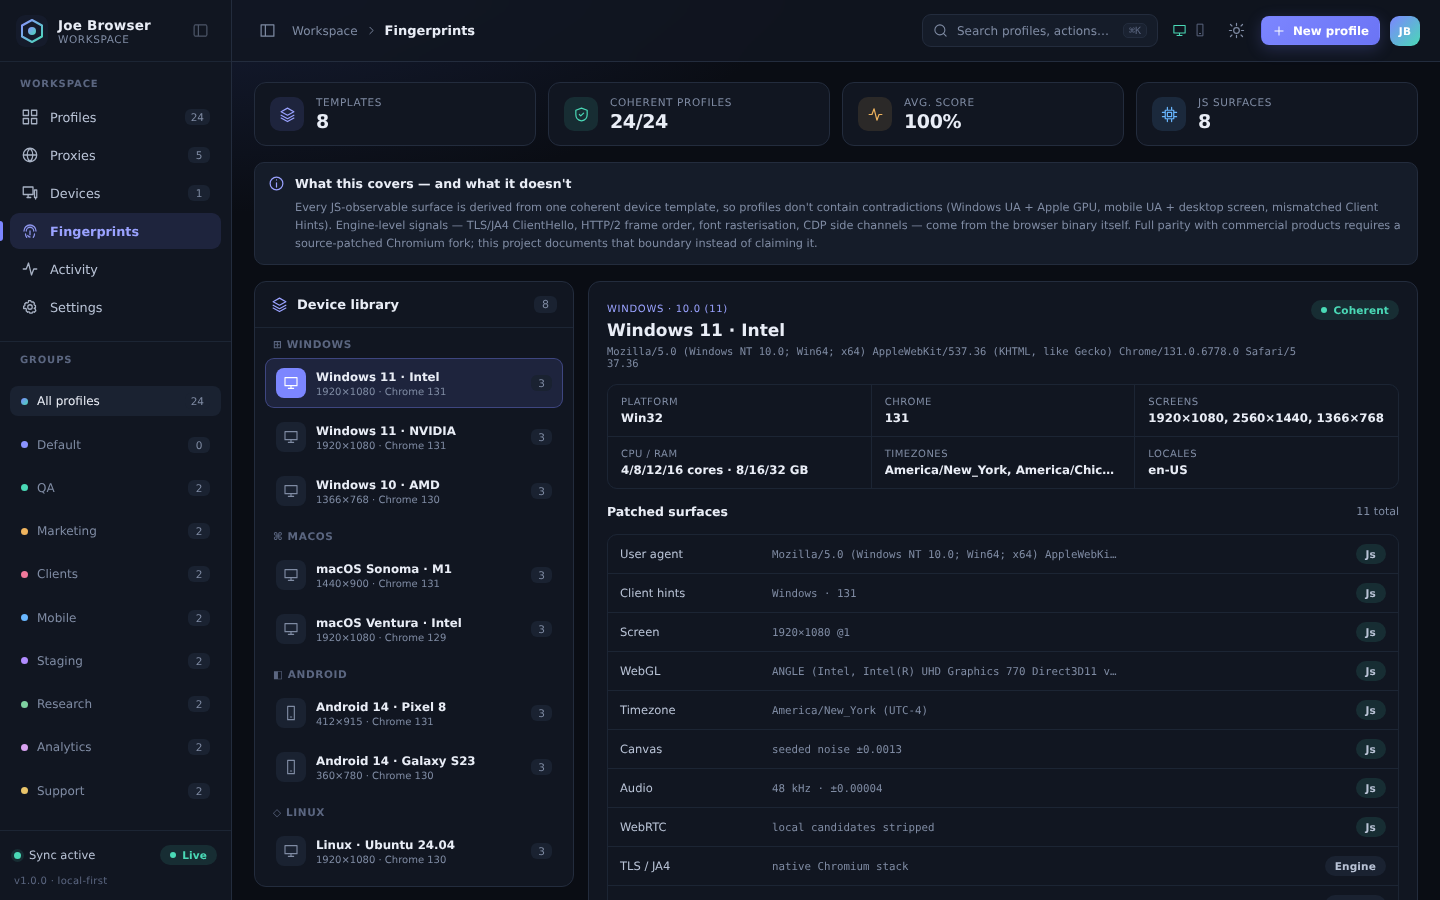 Joe Browser
WORKSPACE
Workspace > Fingerprints
Search profiles, actions... ⌘K
New profile
JB
WORKSPACE
Profiles 24
Proxies 5
Devices 1
Fingerprints
Activity
Settings
GROUPS
All profiles 24
Default 0
QA 2
Marketing 2
Clients 2
Mobile 2
Staging 2
Research 2
Analytics 2
Support 2
Sync active Live
v1.0.0 · local-first
TEMPLATES
8
COHERENT PROFILES
24/24
AVG. SCORE
100%
JS SURFACES
8
What this covers — and what it doesn't
Every JS-observable surface is derived from one coherent device template, so profiles don't contain contradictions (Windows UA + Apple GPU, mobile UA + desktop screen, mismatched Client
Hints). Engine-level signals — TLS/JA4 ClientHello, HTTP/2 frame order, font rasterisation, CDP side channels — come from the browser binary itself. Full parity with commercial products requires a
source-patched Chromium fork; this project documents that boundary instead of claiming it.
Device library 8
WINDOWS
Windows 11 · Intel
1920×1080 · Chrome 131
3
Windows 11 · NVIDIA
1920×1080 · Chrome 131
3
Windows 10 · AMD
1366×768 · Chrome 130
3
⌘ MACOS
macOS Sonoma · M1
1440×900 · Chrome 131
3
macOS Ventura · Intel
1920×1080 · Chrome 129
3
ANDROID
Android 14 · Pixel 8
412×915 · Chrome 131
3
Android 14 · Galaxy S23
360×780 · Chrome 130
3
LINUX
Linux · Ubuntu 24.04
1920×1080 · Chrome 130
3
WINDOWS · 10.0 (11)
Coherent
Windows 11 · Intel
Mozilla/5.0 (Windows NT 10.0; Win64; x64) AppleWebKit/537.36 (KHTML, like Gecko) Chrome/131.0.6778.0 Safari/5
37.36
PLATFORM
Win32
CHROME
131
SCREENS
1920×1080, 2560×1440, 1366×768
CPU / RAM
4/8/12/16 cores · 8/16/32 GB
TIMEZONES
America/New_York, America/Chic...
LOCALES
en-US
Patched surfaces 11 total
User agent Mozilla/5.0 (Windows NT 10.0; Win64; x64) AppleWebKi… Js
Client hints Windows · 131 Js
Screen 1920×1080 @1 Js
WebGL ANGLE (Intel, Intel(R) UHD Graphics 770 Direct3D11 v… Js
Timezone America/New_York (UTC-4) Js
Canvas seeded noise ±0.0013 Js
Audio 48 kHz · ±0.00004 Js
WebRTC local candidates stripped Js
TLS / JA4 native Chromium stack Engine